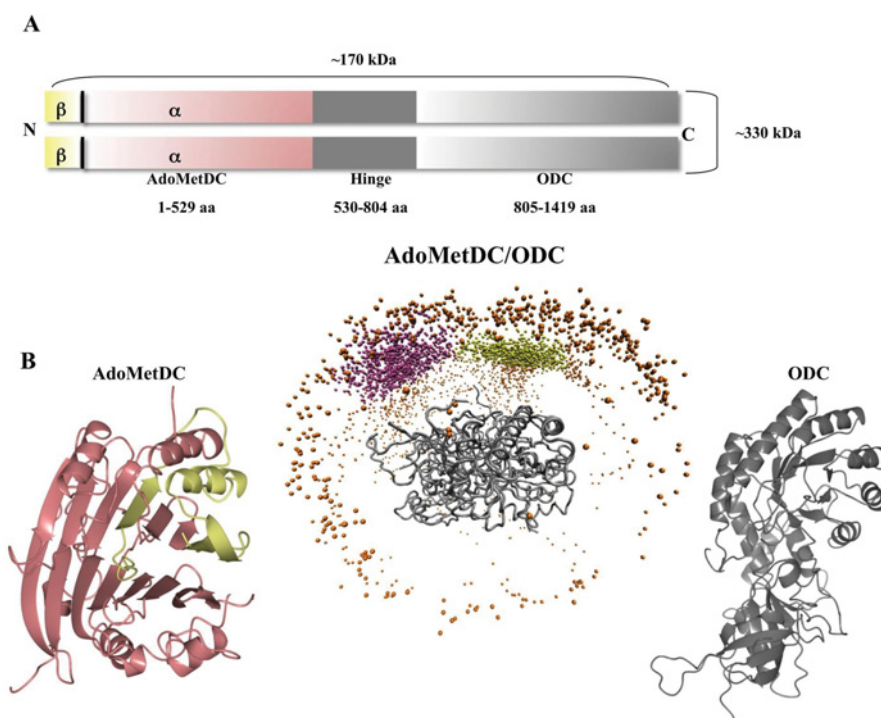 A
~170 kDa
β
α
N
C
~330 kDa
β
α
AdoMetDC
Hinge
ODC
1-529 aa
530-804 aa
805-1419 aa
AdoMetDC/ODC
B
AdoMetDC
ODC